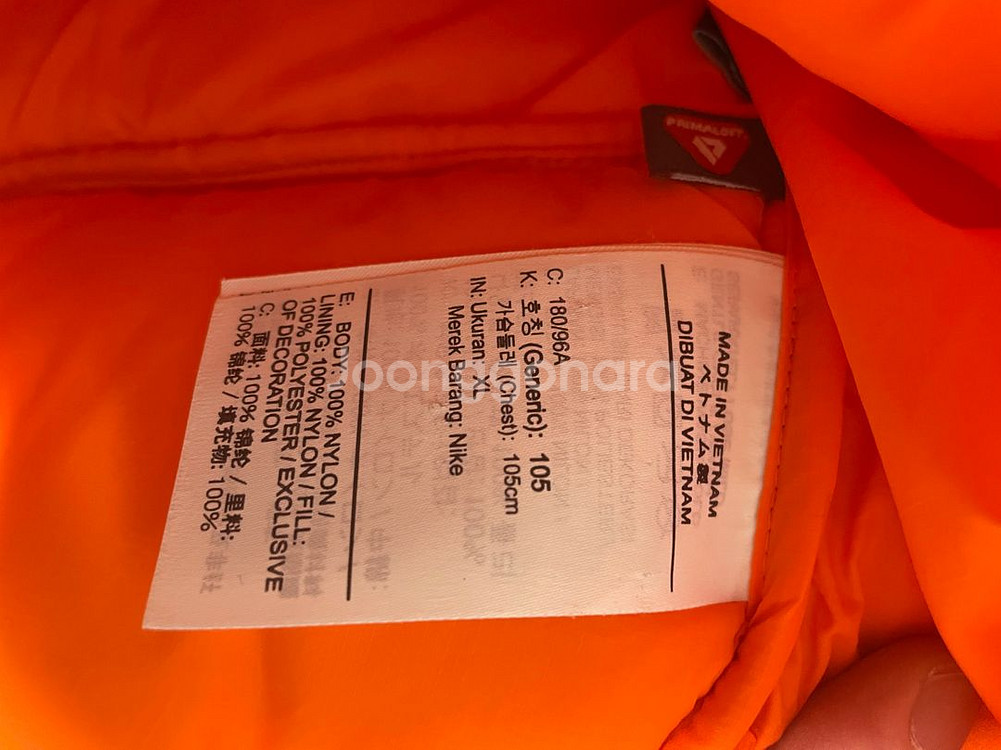 PRIMALOFT
MADE IN VIETNAM
ベトナム製
DIBUAT DI VIETNAM
C: 180/96A
K: 호칭 (Generic): 105
가슴둘레 (Chest): 105cm
IN: Ukuran: XL
Merek Barang: Nike
E: BODY: 100% NYLON /
LINING: 100% NYLON / FILL:
100% POLYESTER / EXCLUSIVE
OF DECORATION
C: 面料: 100% 锦纶 / 里料:
100% 锦纶 / 填充物: 100%
joonggonara